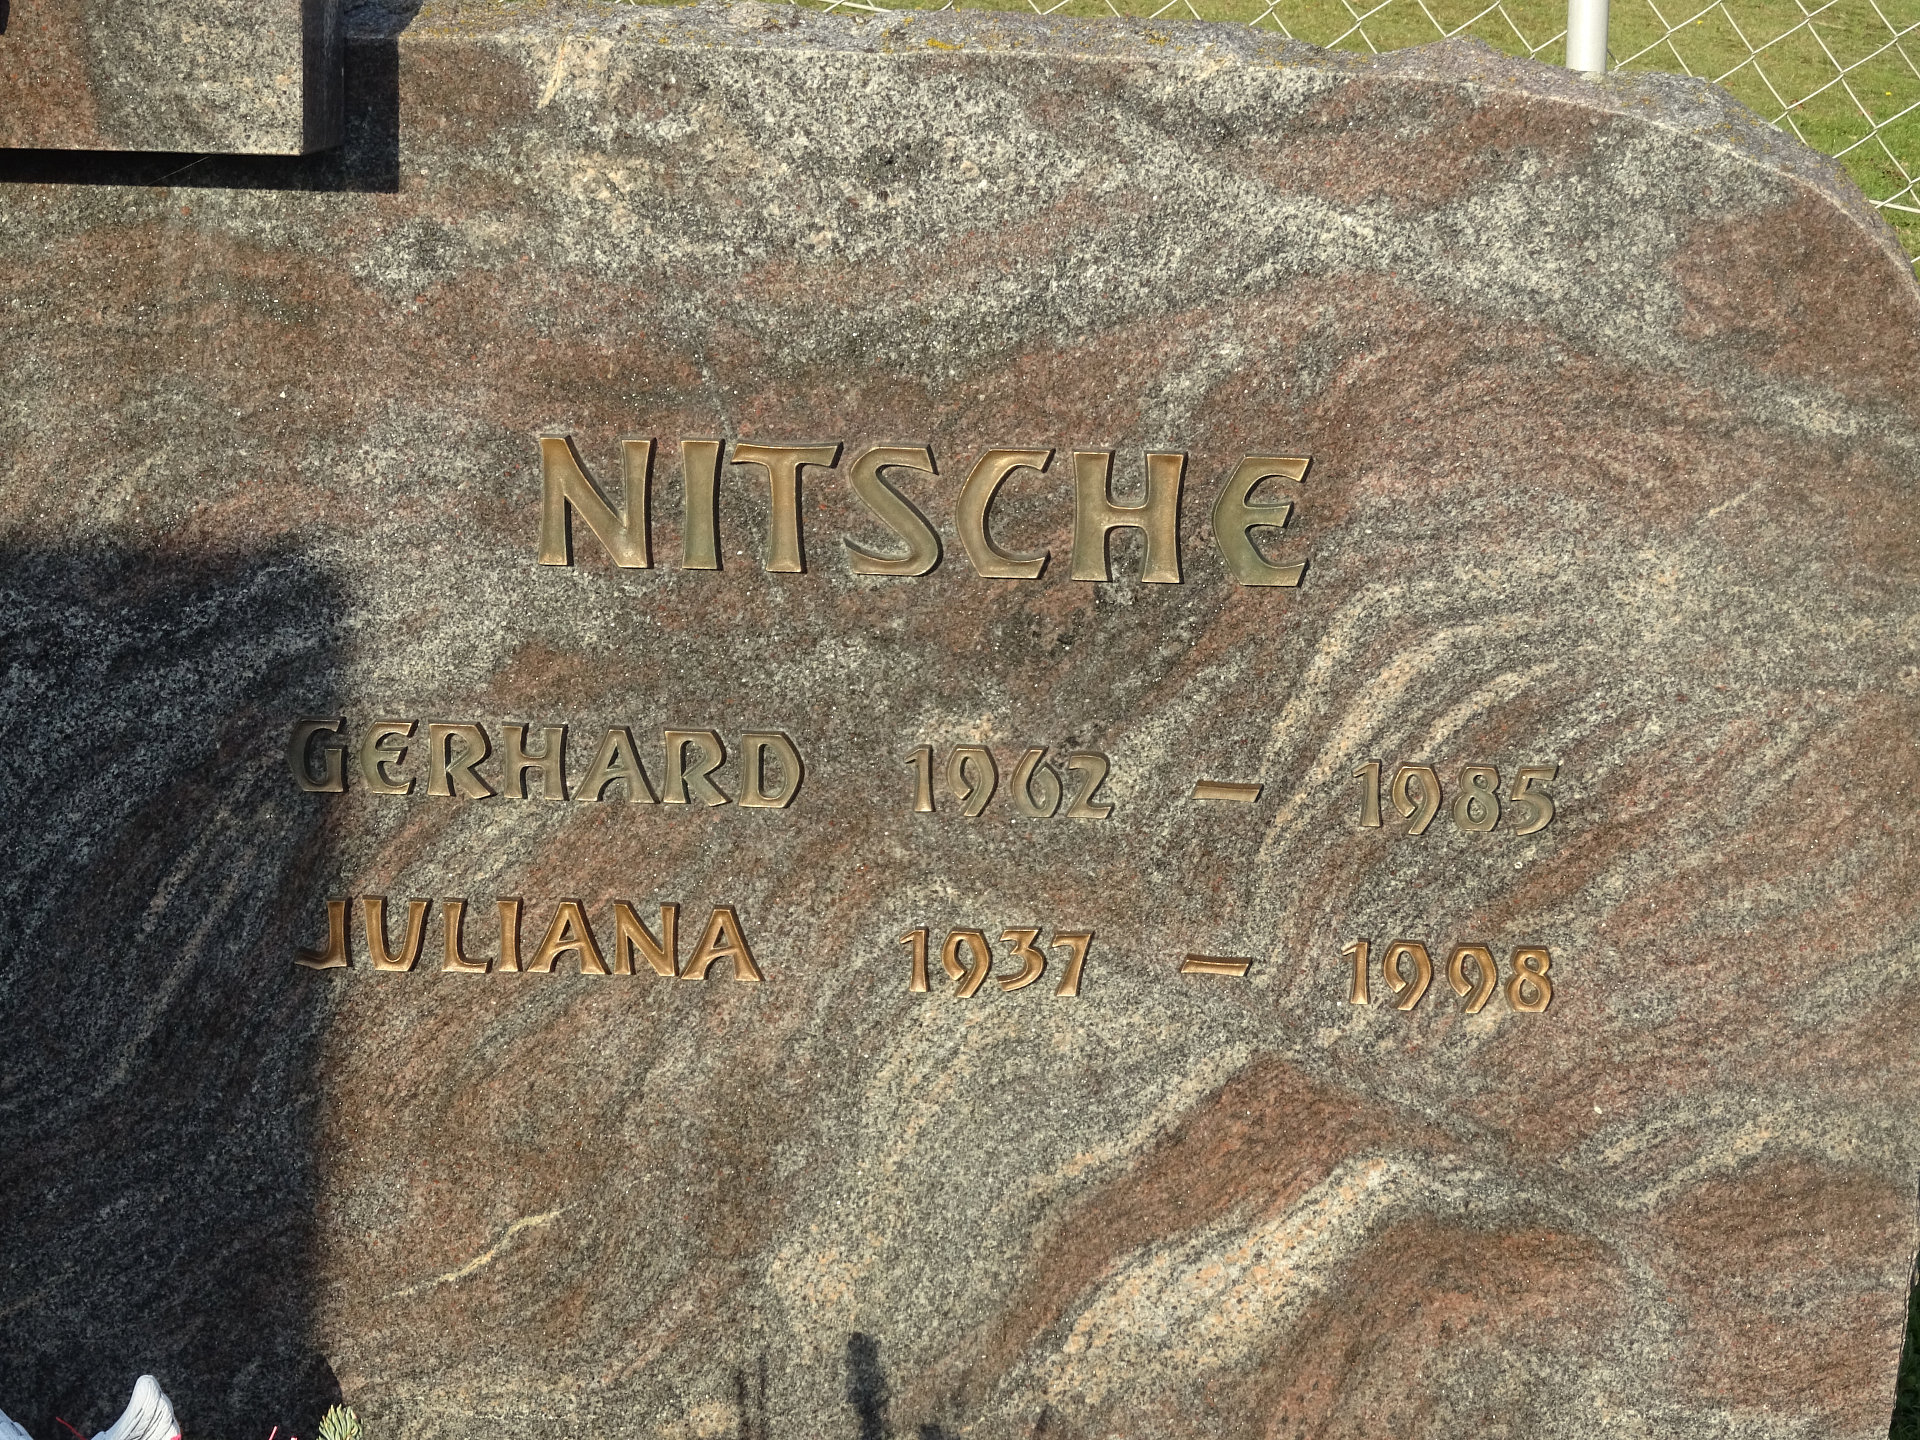 NITSCHE
GERHARD 1962 – 1985
JULIANA 1937 – 1998